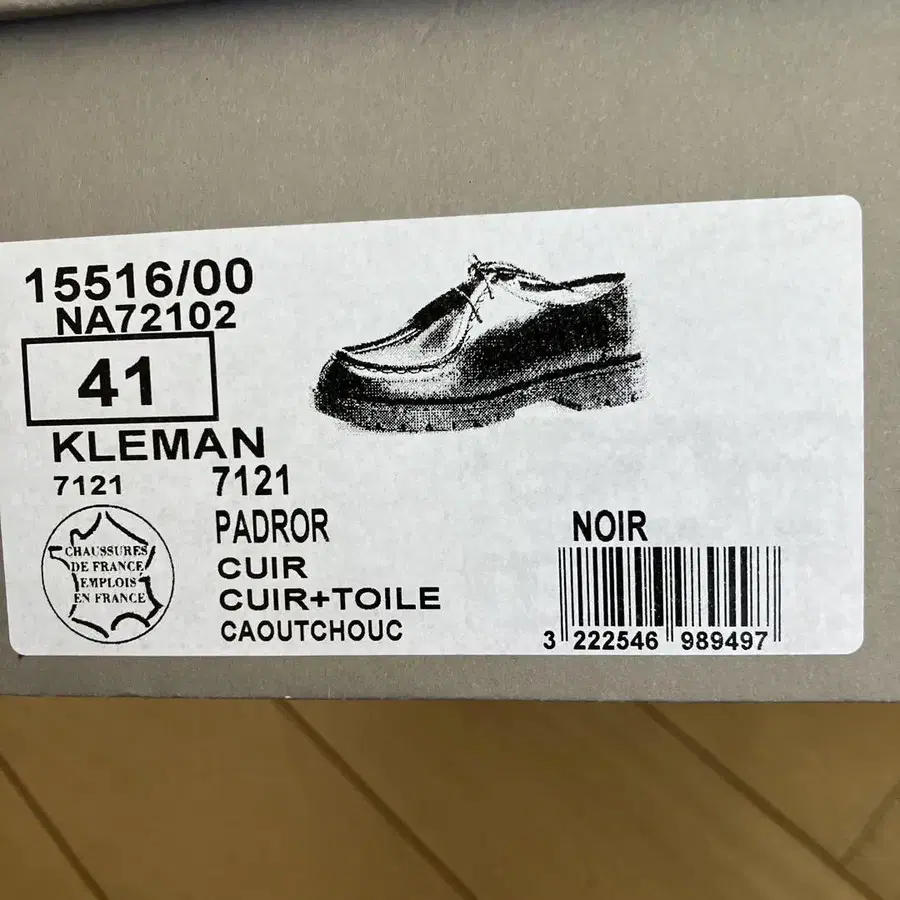 15516/00
NA72102
41
KLEMAN
7121 7121
PADROR NOIR
CUIR
CUIR+TOILE
CAOUTCHOUC
CHAUSSURES
DE FRANCE
EMPLOIS
EN FRANCE
3 222546 989497